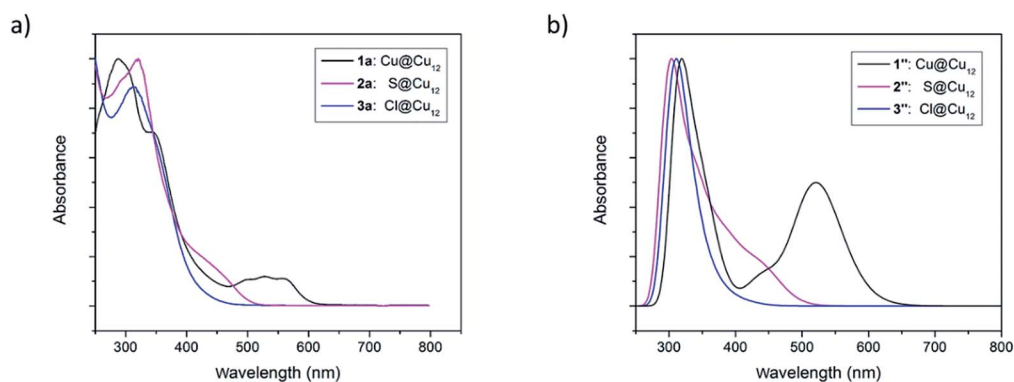 a)
1a: Cu@Cu12
2a: S@Cu12
3a: Cl@Cu12
Absorbance
300 400 500 600 700 800
Wavelength (nm)
b)
1": Cu@Cu12
2": S@Cu12
3": Cl@Cu12
Absorbance
300 400 500 600 700 800
Wavelength (nm)